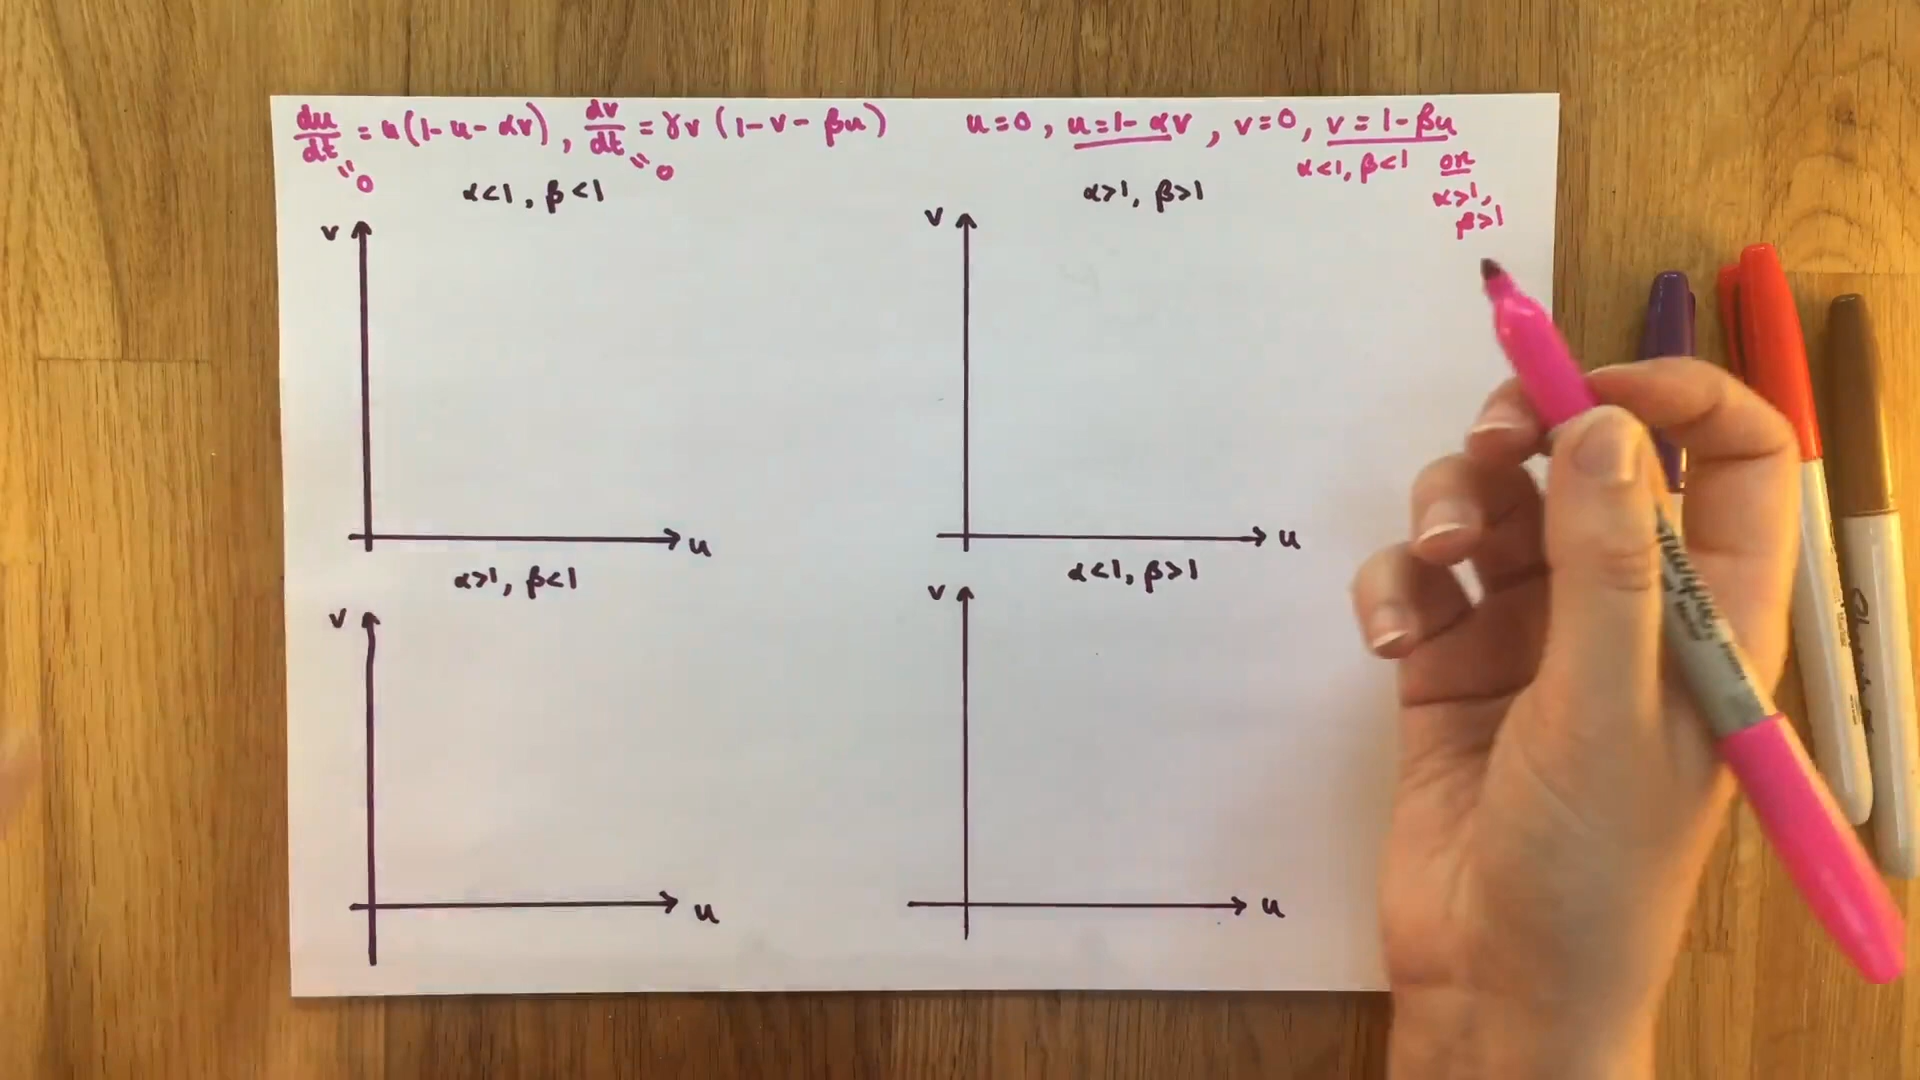 du/dt = u(1-u-αv), dv/dt = γv(1-v-βu)
=0 =0
u=0, u=1-αv, v=0, v=1-βu
α<1, β<1 or
α>1,
β>1
α<1, β<1
v
u
α>1, β>1
v
u
α>1, β<1
v
u
α<1, β>1
v
u